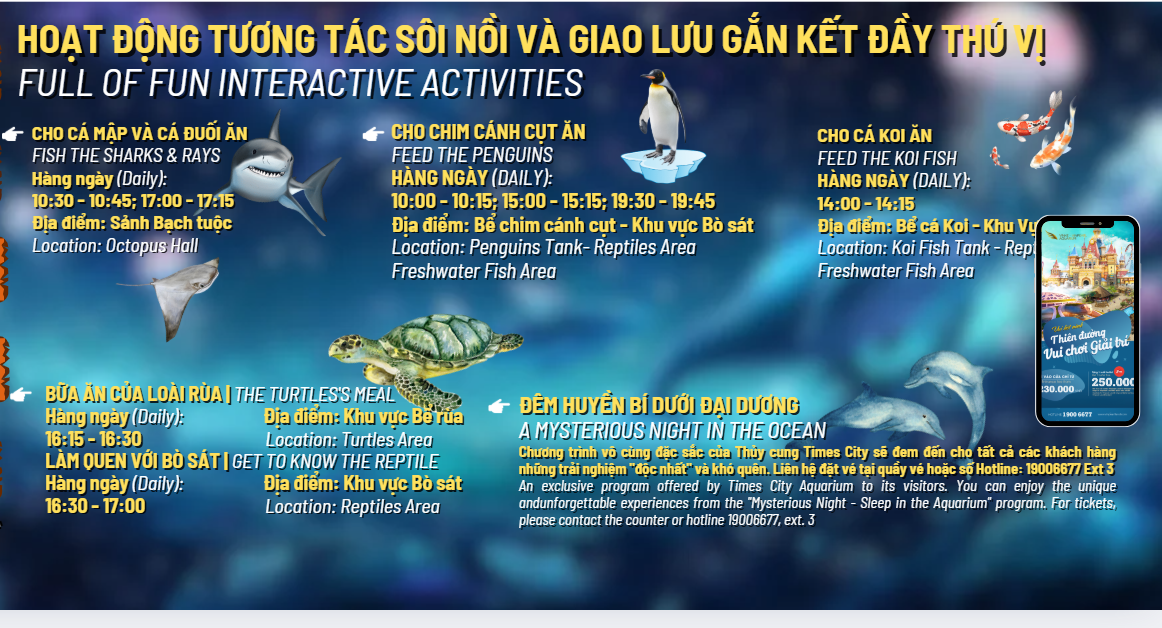 HOẠT ĐỘNG TƯƠNG TÁC SÔI NỒI VÀ GIAO LƯU GẮN KẾT ĐẦY THÚ VỊ
FULL OF FUN INTERACTIVE ACTIVITIES
CHO CÁ MẬP VÀ CÁ ĐUỐI ĂN
FISH THE SHARKS & RAYS
Hàng ngày (Daily):
10:30 - 10:45; 17:00 - 17:15
Địa điểm: Sảnh Bạch tuộc
Location: Octopus Hall
CHO CHIM CÁNH CỤT ĂN
FEED THE PENGUINS
HÀNG NGÀY (DAILY):
10:00 - 10:15; 15:00 - 15:15; 19:30 - 19:45
Địa điểm: Bể chim cánh cụt - Khu vực Bò sát
Location: Penguins Tank- Reptiles Area
Freshwater Fish Area
CHO CÁ KOI ĂN
FEED THE KOI FISH
HÀNG NGÀY (DAILY):
14:00 - 14:15
Địa điểm: Bể cá Koi - Khu Vự
Location: Koi Fish Tank - Rept
Freshwater Fish Area
Thiên đường
Vui chơi Giải trí
230.000
250.000
1900 6677
BỮA ĂN CỦA LOÀI RÙA | THE TURTLES'S MEAL
Hàng ngày (Daily):
16:15 - 16:30
Địa điểm: Khu vực Bể rùa
Location: Turtles Area
LÀM QUEN VỚI BÒ SÁT | GET TO KNOW THE REPTILE
Hàng ngày (Daily):
16:30 - 17:00
Địa điểm: Khu vực Bò sát
Location: Reptiles Area
ĐÊM HUYỀN BÍ DƯỚI ĐẠI DƯƠNG
A MYSTERIOUS NIGHT IN THE OCEAN
Chương trình vô cùng đặc sắc của Thủy cung Times City sẽ đem đến cho tất cả các khách hàng
những trải nghiệm "độc nhất" và khó quên. Liên hệ đặt vé tại quầy vé hoặc số Hotline: 19006677 Ext 3
An exclusive program offered by Times City Aquarium to its visitors. You can enjoy the unique
andunforgettable experiences from the "Mysterious Night - Sleep in the Aquarium" program. For tickets,
please contact the counter or hotline 19006677, ext. 3